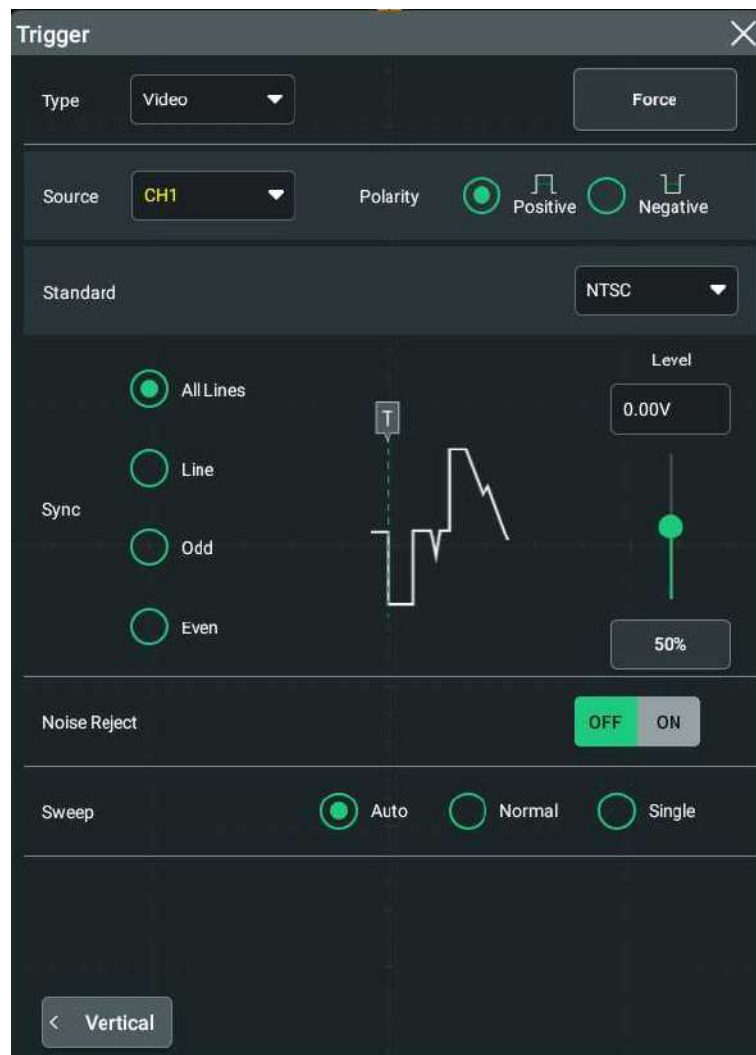 Trigger
Type Video Force
Source CH1 Polarity Positive Negative
Standard NTSC
Level
All Lines
0.00V
T
Line
Sync
Odd
Even
50%
Noise Reject OFF ON
Sweep Auto Normal Single
< Vertical